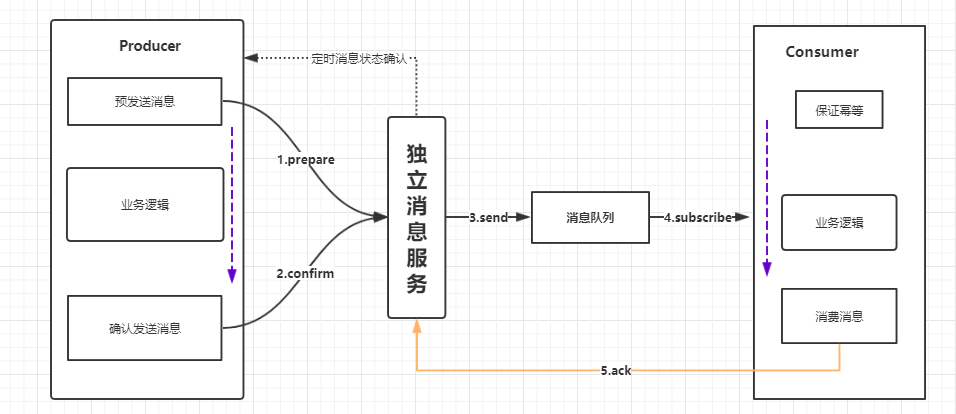 Producer
预发送消息
业务逻辑
确认发送消息
定时消息状态确认
1.prepare
2.confirm
独立消息服务
3.send
消息队列
4.subscribe
Consumer
保证幂等
业务逻辑
消费消息
5.ack